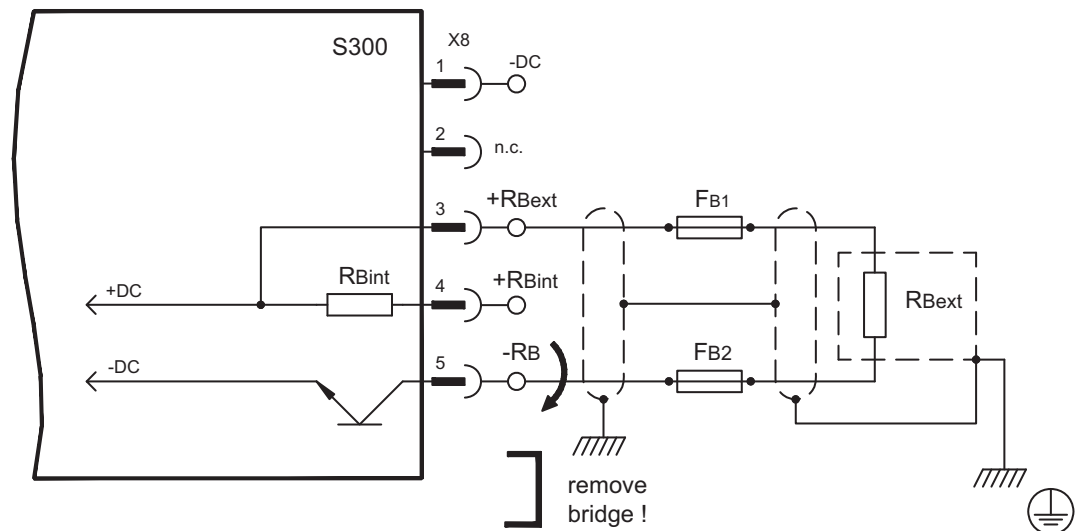 S300
X8
1
-DC
2
n.c.
3
+RBext
FB1
RBint
4
+RBint
+DC
RBext
-DC
5
-RB
FB2
remove
bridge !